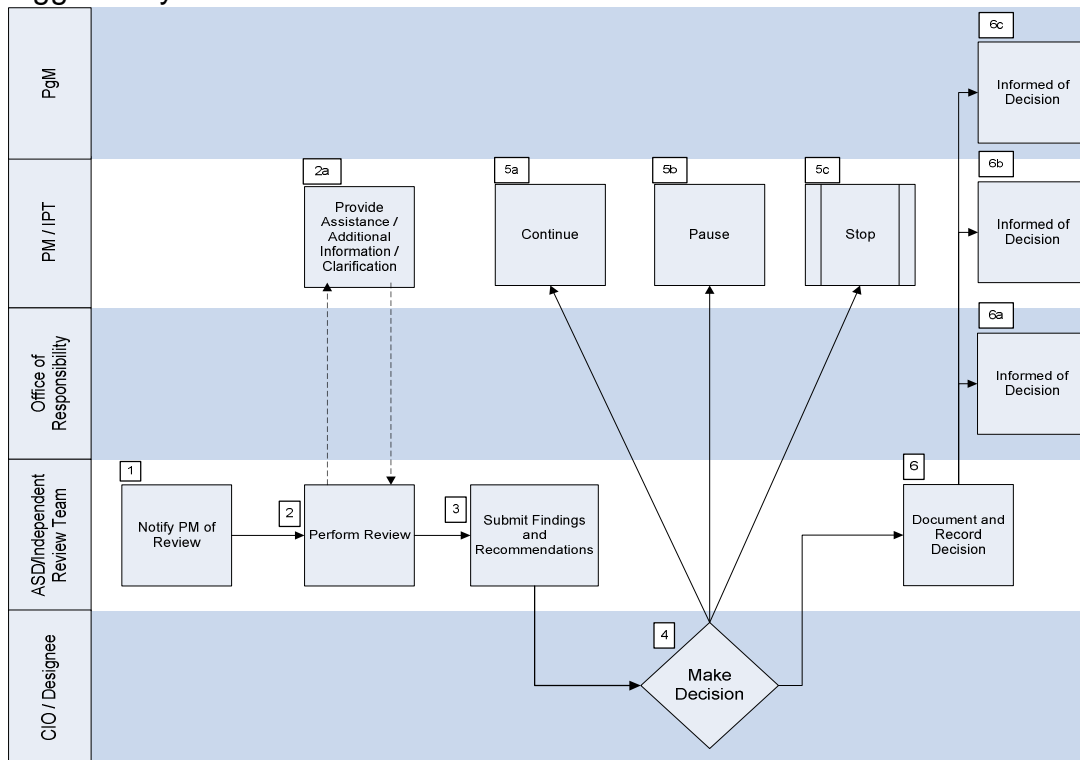 PgM
6c
Informed of
Decision
PM / IPT
2a
Provide
Assistance /
Additional
Information /
Clarification
5a
Continue
5b
Pause
5c
Stop
6b
Informed of
Decision
Office of
Responsibility
6a
Informed of
Decision
ASD/Independent
Review Team
1
Notify PM of
Review
2
Perform Review
3
Submit Findings
and
Recommendations
6
Document and
Record
Decision
CIO / Designee
4
Make
Decision